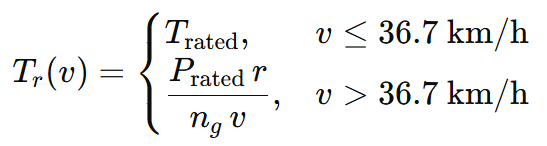 T_r(v) = { T_rated, v ≤ 36.7 km/h
P_rated r / n_g v, v > 36.7 km/h